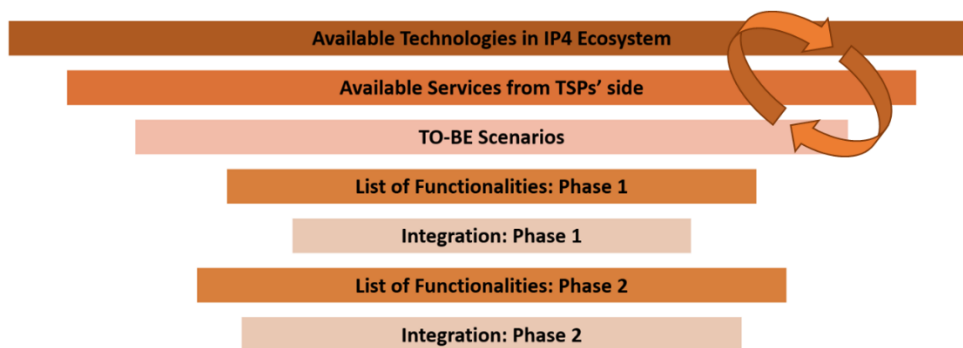 Available Technologies in IP4 Ecosystem
Available Services from TSPs' side
TO-BE Scenarios
List of Functionalities: Phase 1
Integration: Phase 1
List of Functionalities: Phase 2
Integration: Phase 2